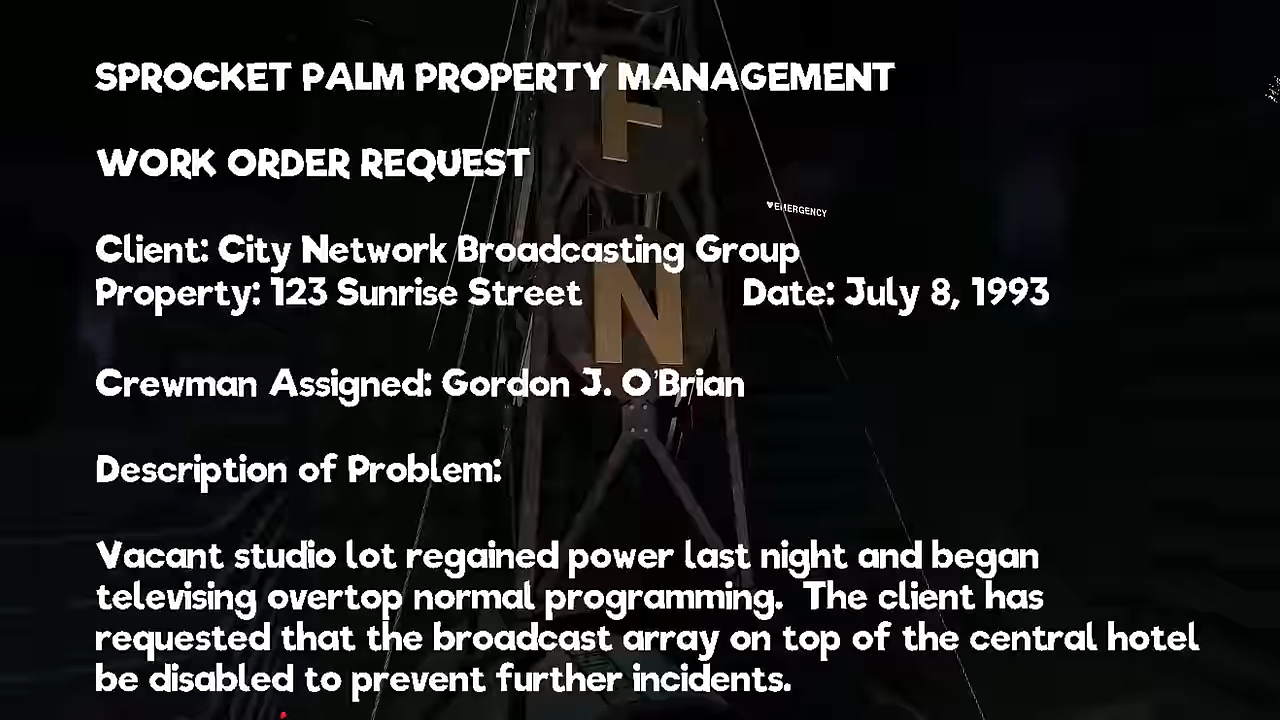 SPROCKET PALM PROPERTY MANAGEMENT
WORK ORDER REQUEST
F
♥EMERGENCY
Client: City Network Broadcasting Group
Property: 123 Sunrise Street Date: July 8, 1993
N
Crewman Assigned: Gordon J. O'Brian
Description of Problem:
Vacant studio lot regained power last night and began
televising overtop normal programming. The client has
requested that the broadcast array on top of the central hotel
be disabled to prevent further incidents.